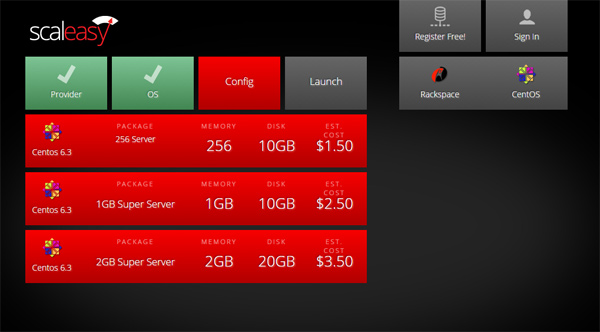 scaleasy
Register Free!
Sign In
Provider
OS
Config
Launch
Rackspace
CentOS
PACKAGE MEMORY DISK EST. COST
Centos 6.3 256 Server 256 10GB $1.50
PACKAGE MEMORY DISK EST. COST
Centos 6.3 1GB Super Server 1GB 10GB $2.50
PACKAGE MEMORY DISK EST. COST
Centos 6.3 2GB Super Server 2GB 20GB $3.50